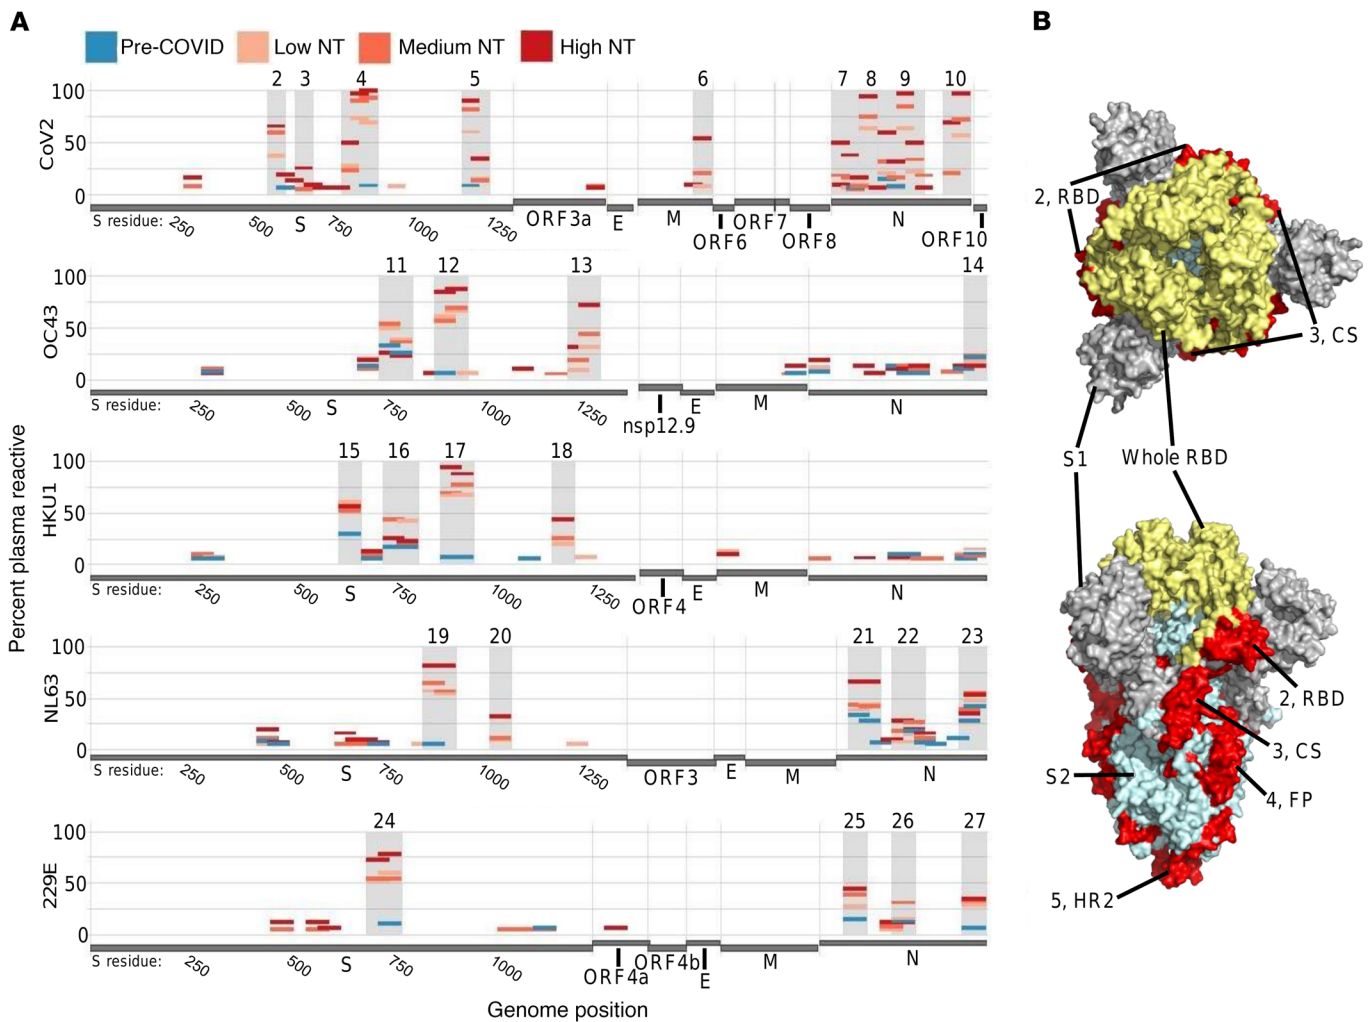 A
B
Pre-COVID Low NT Medium NT High NT
Percent plasma reactive
2 3 4 5 6 7 8 9 10
100
50
0
CoV2
S residue: 250 500 S 750 1000 1250 ORF3a E M ORF6 ORF7 ORF8 N ORF10
11 12 13 14
100
50
0
OC43
S residue: 250 500 S 750 1000 1250 nsp12.9 E M N
15 16 17 18
100
50
0
HKU1
S residue: 250 500 S 750 1000 1250 ORF4 E M N
19 20 21 22 23
100
50
0
NL63
S residue: 250 500 S 750 1000 1250 ORF3 E M N
24 25 26 27
100
50
0
229E
S residue: 250 500 S 750 1000 ORF4a ORF4b E M N
Genome position
2, RBD
3, CS
S1
Whole RBD
2, RBD
3, CS
S2
4, FP
5, HR2